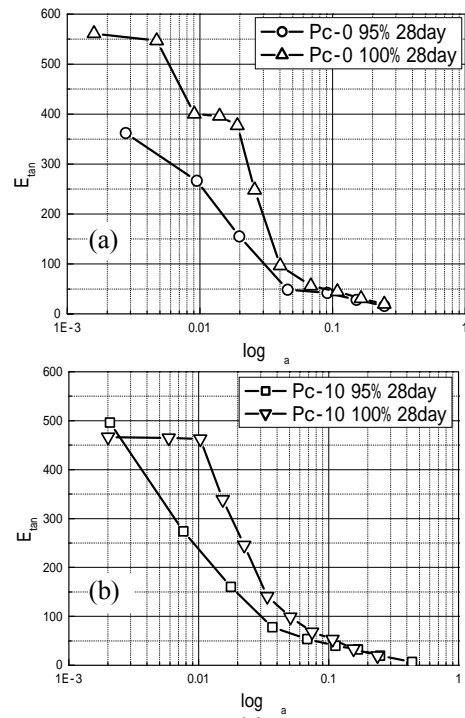 600
Pc-0 95% 28day
Pc-0 100% 28day
500
400
E_tan
300
200
(a)
100
0
1E-3 0.01 0.1 1
log a
600
Pc-10 95% 28day
Pc-10 100% 28day
500
400
E_tan
300
200
(b)
100
0
1E-3 0.01 0.1 1
log a